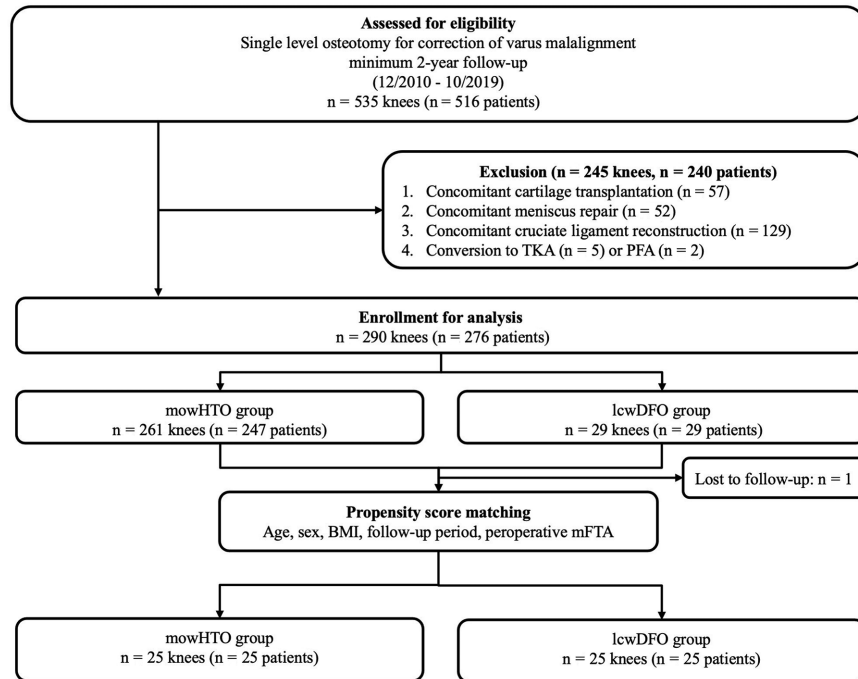 Assessed for eligibility
Single level osteotomy for correction of varus malalignment
minimum 2-year follow-up
(12/2010 - 10/2019)
n = 535 knees (n = 516 patients)
Exclusion (n = 245 knees, n = 240 patients)
1. Concomitant cartilage transplantation (n = 57)
2. Concomitant meniscus repair (n = 52)
3. Concomitant cruciate ligament reconstruction (n = 129)
4. Conversion to TKA (n = 5) or PFA (n = 2)
Enrollment for analysis
n = 290 knees (n = 276 patients)
mowHTO group
n = 261 knees (n = 247 patients)
lcwDFO group
n = 29 knees (n = 29 patients)
Lost to follow-up: n = 1
Propensity score matching
Age, sex, BMI, follow-up period, peroperative mFTA
mowHTO group
n = 25 knees (n = 25 patients)
lcwDFO group
n = 25 knees (n = 25 patients)